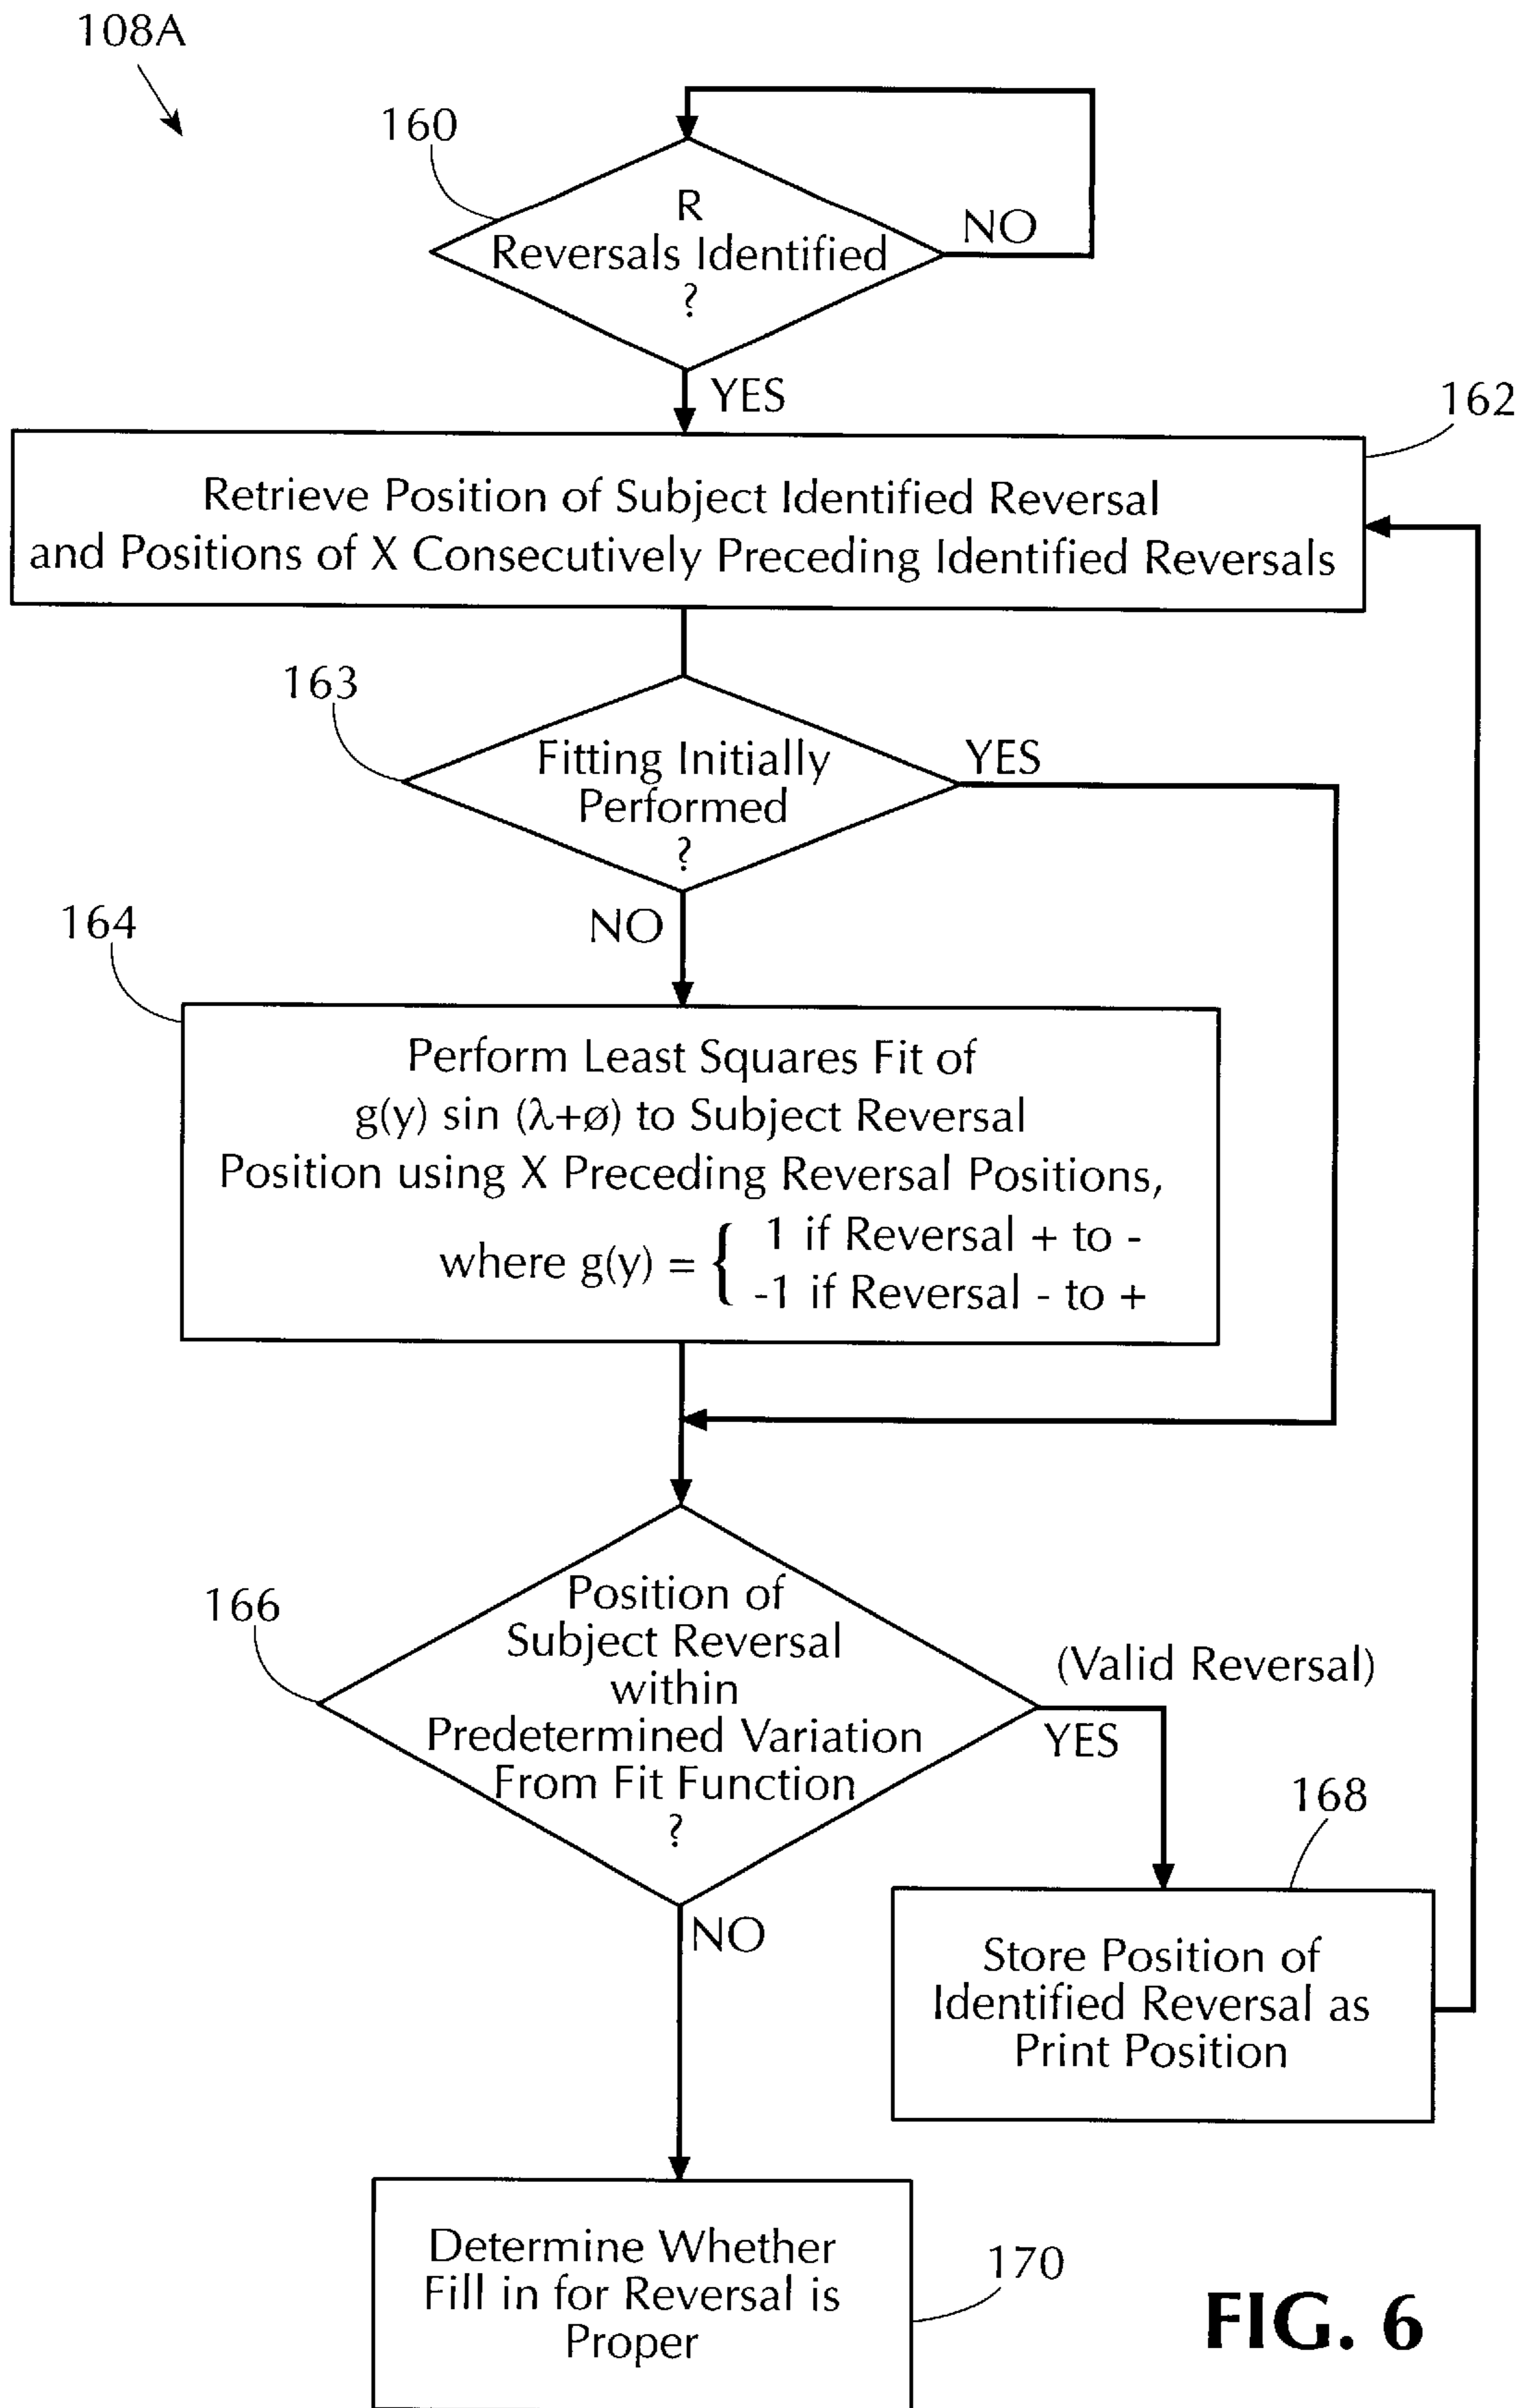 108A
160
R
Reversals Identified
?
NO
YES
162
Retrieve Position of Subject Identified Reversal
and Positions of X Consecutively Preceding Identified Reversals
163
Fitting Initially
Performed
?
YES
NO
164
Perform Least Squares Fit of
g(y) sin (λ+ø) to Subject Reversal
Position using X Preceding Reversal Positions,
where g(y) = { 1 if Reversal + to -
-1 if Reversal - to +
166
Position of
Subject Reversal
within
Predetermined Variation
From Fit Function
?
(Valid Reversal)
YES
NO
168
Store Position of
Identified Reversal as
Print Position
170
Determine Whether
Fill in for Reversal is
Proper
FIG. 6